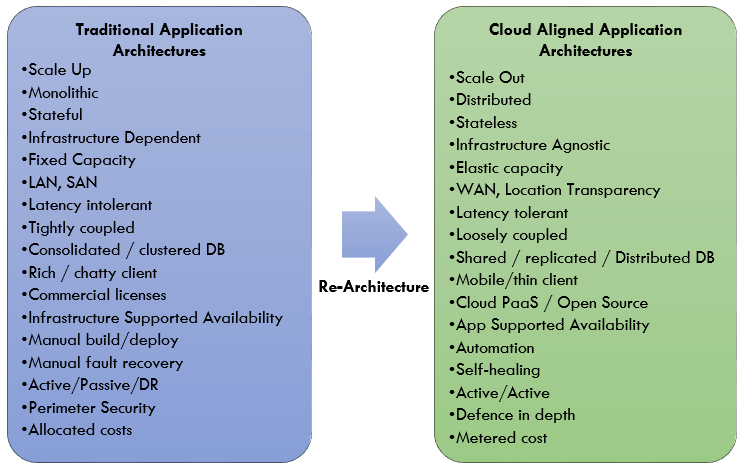 Traditional Application
Architectures
•Scale Up
•Monolithic
•Stateful
•Infrastructure Dependent
•Fixed Capacity
•LAN, SAN
•Latency intolerant
•Tightly coupled
•Consolidated / clustered DB
•Rich / chatty client
•Commercial licenses
•Infrastructure Supported Availability
•Manual build/deploy
•Manual fault recovery
•Active/Passive/DR
•Perimeter Security
•Allocated costs
Re-Architecture
Cloud Aligned Application
Architectures
•Scale Out
•Distributed
•Stateless
•Infrastructure Agnostic
•Elastic capacity
•WAN, Location Transparency
•Latency tolerant
•Loosely coupled
•Shared / replicated / Distributed DB
•Mobile/thin client
•Cloud PaaS / Open Source
•App Supported Availability
•Automation
•Self-healing
•Active/Active
•Defence in depth
•Metered cost